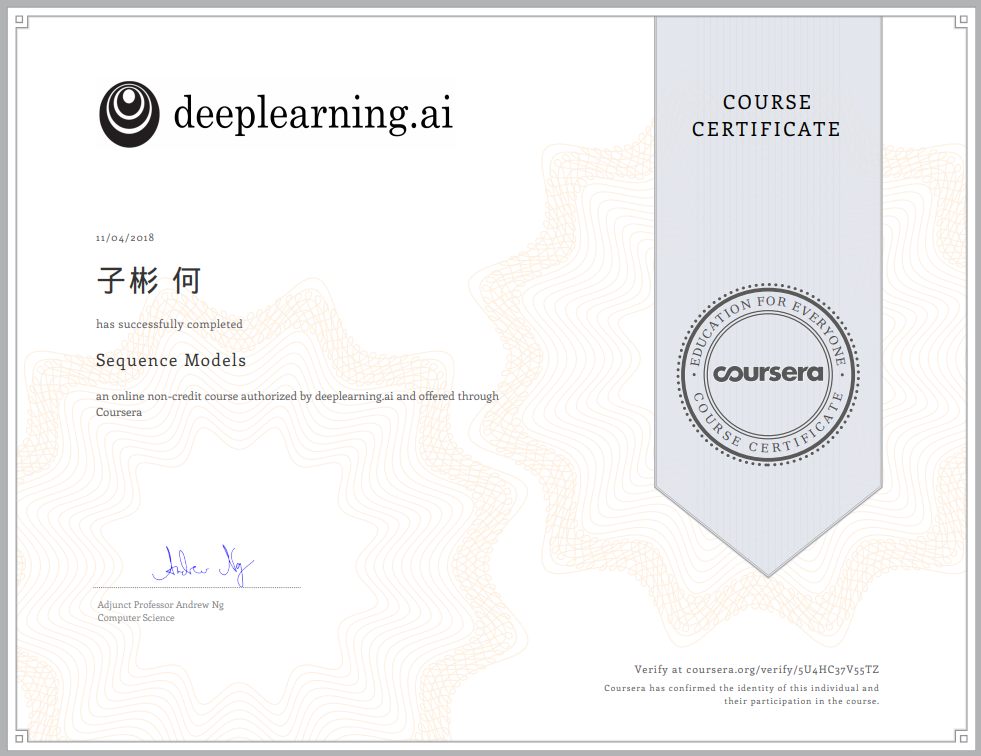 deeplearning.ai
COURSE
CERTIFICATE
11/04/2018
子彬 何
has successfully completed
Sequence Models
an online non-credit course authorized by deeplearning.ai and offered through
Coursera
EDUCATION FOR EVERYONE
coursera
COURSE CERTIFICATE
Andrew Ng
Adjunct Professor Andrew Ng
Computer Science
Verify at coursera.org/verify/5U4HC37V55TZ
Coursera has confirmed the identity of this individual and
their participation in the course.